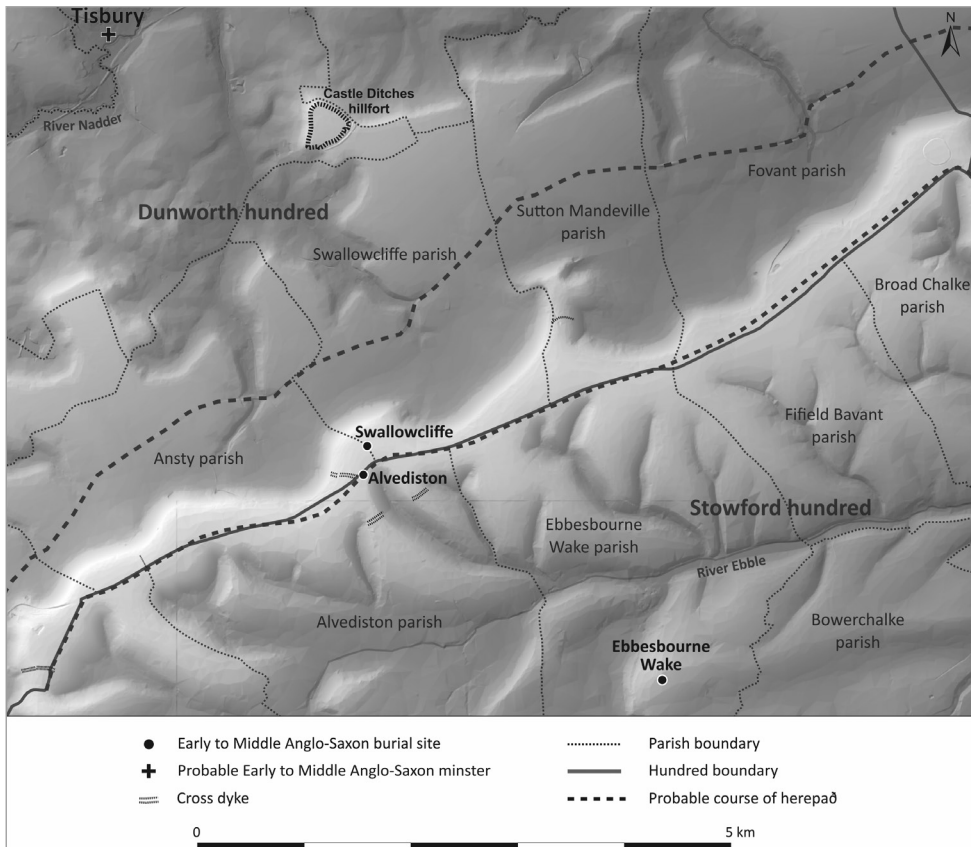 Tisbury
N
Castle Ditches
hillfort
River Nadder
Fovant parish
Dunworth hundred
Sutton Mandeville
parish
Swallowcliffe parish
Broad Chalke
parish
Swallowcliffe
Fifield Bavant
parish
Ansty parish
Alvediston
Stowford hundred
Ebbesbourne
Wake parish
River Ebble
Alvediston parish
Bowerchalke
parish
Ebbesbourne
Wake
Early to Middle Anglo-Saxon burial site
Parish boundary
Probable Early to Middle Anglo-Saxon minster
Hundred boundary
Cross dyke
Probable course of herepað
0
5 km